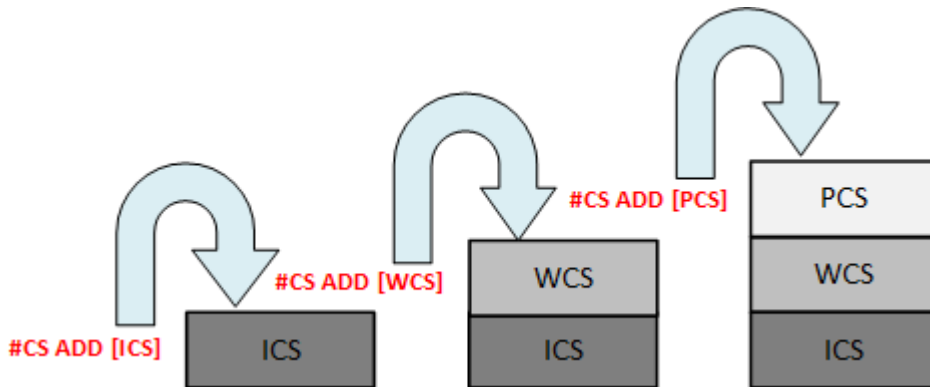 #CS ADD [ICS]
ICS
#CS ADD [WCS]
WCS
ICS
#CS ADD [PCS]
PCS
WCS
ICS